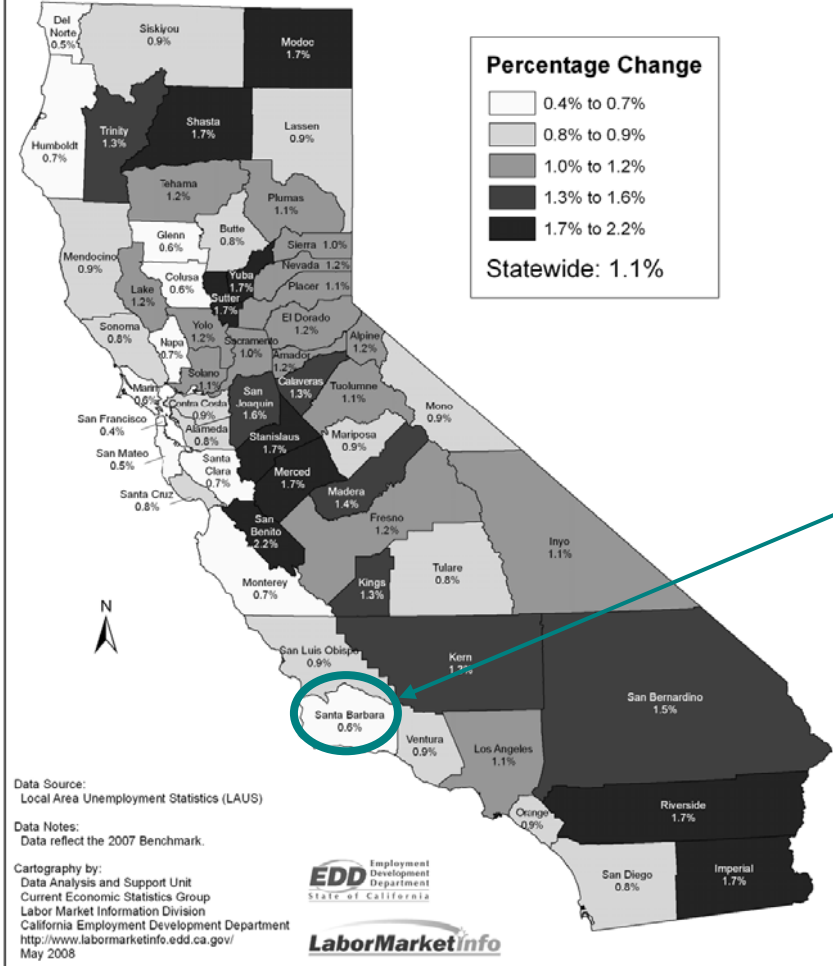 Del
Norte
0.5%
Siskiyou
0.9%
Modoc
1.7%
Percentage Change
0.4% to 0.7%
0.8% to 0.9%
1.0% to 1.2%
1.3% to 1.6%
1.7% to 2.2%
Statewide: 1.1%
Humboldt
0.7%
Trinity
1.3%
Shasta
1.7%
Lassen
0.9%
Tehama
1.2%
Plumas
1.1%
Mendocino
0.9%
Glenn
0.6%
Butte
0.8%
Sierra 1.0%
Nevada 1.2%
Placer 1.1%
Lake
1.2%
Colusa
0.6%
Yuba
1.7%
Sutter
1.7%
El Dorado
1.2%
Sonoma
0.8%
Napa
0.7%
Yolo
1.2%
Sacramento
1.0%
Amador
1.2%
Alpine
1.2%
Solano
1.1%
Marin
0.6%
Contra Costa
0.9%
San
Joaquin
1.6%
Calaveras
1.3%
Tuolumne
1.1%
Mono
0.9%
San Francisco
0.4%
Alameda
0.8%
Stanislaus
1.7%
Mariposa
0.9%
San Mateo
0.5%
Santa
Clara
0.7%
Merced
1.7%
Madera
1.4%
Santa Cruz
0.8%
San
Benito
2.2%
Fresno
1.2%
Inyo
1.1%
Monterey
0.7%
Kings
1.3%
Tulare
0.8%
N
San Luis Obispo
0.9%
Kern
San Bernardino
1.5%
Santa Barbara
0.6%
Ventura
0.9%
Los Angeles
1.1%
Orange
0.9%
Riverside
1.7%
San Diego
0.8%
Imperial
1.7%
Data Source:
Local Area Unemployment Statistics (LAUS)
Data Notes:
Data reflect the 2007 Benchmark.
Cartography by:
Data Analysis and Support Unit
Current Economic Statistics Group
Labor Market Information Division
California Employment Development Department
http://www.labormarketinfo.edd.ca.gov/
May 2008
EDD Employment
Development
Department
State of California
LaborMarketInfo